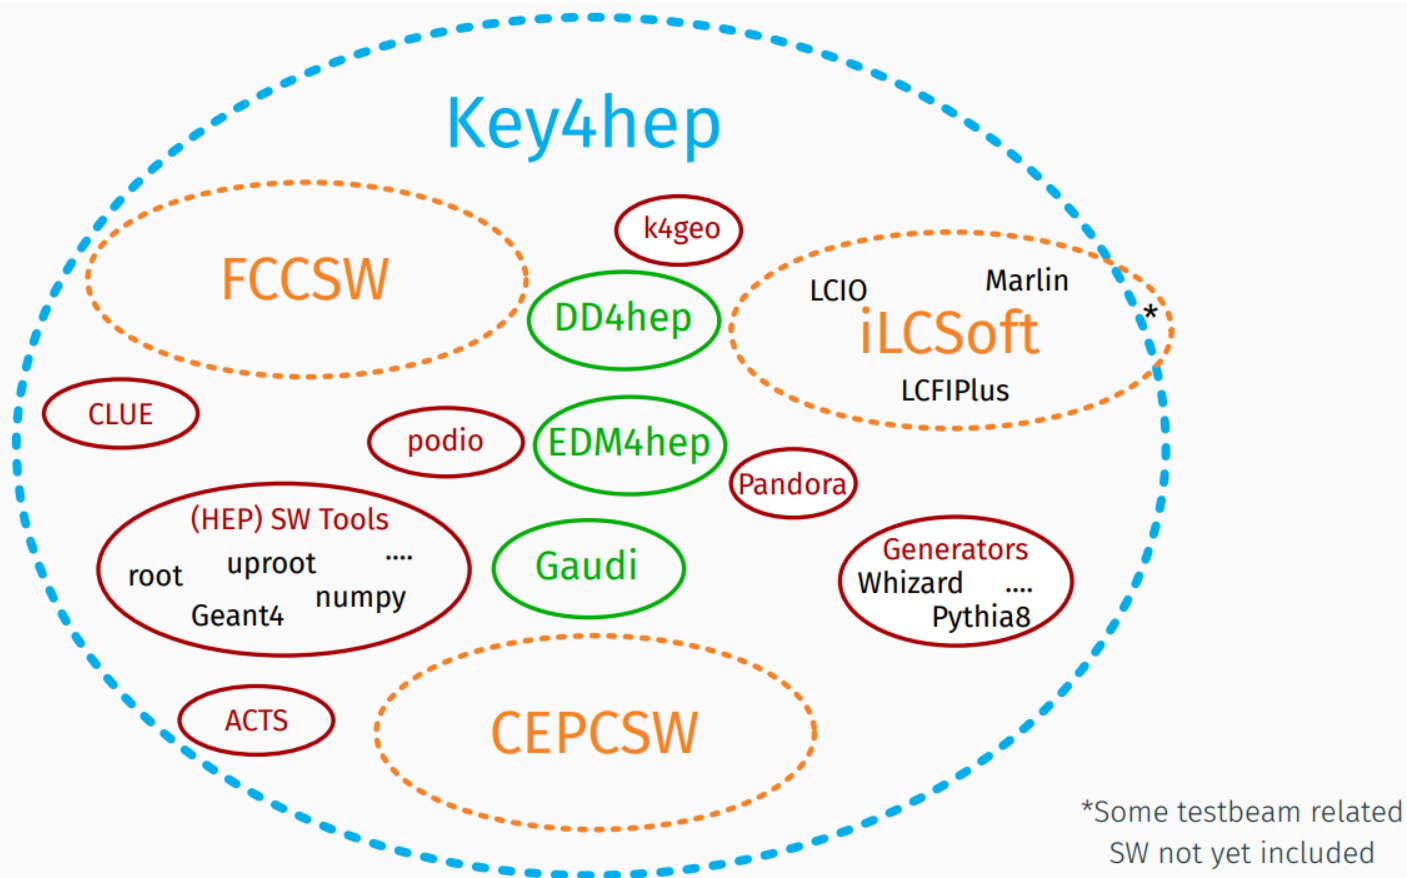 Key4hep
k4geo
FCCSW
DD4hep
LCIO
Marlin
iLCSoft
*
LCFIPlus
CLUE
podio
EDM4hep
Pandora
(HEP) SW Tools
root
uproot
....
Geant4
numpy
Gaudi
Generators
Whizard
....
Pythia8
ACTS
CEPCSW
*Some testbeam related
SW not yet included